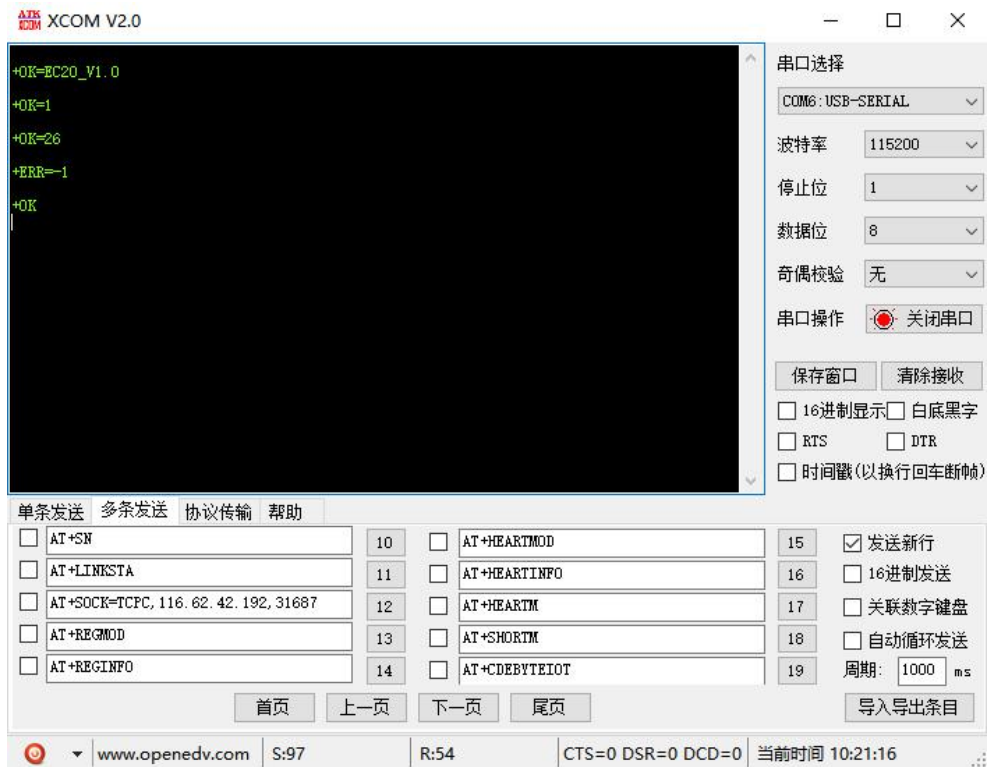 ATK XCOM XCOM V2.0
+OK=EC20_V1.0
+OK=1
+OK=26
+ERR=-1
+OK
串口选择
COM6:USB-SERIAL
波特率 115200
停止位 1
数据位 8
奇偶校验 无
串口操作 关闭串口
保存窗口 清除接收
16进制显示 白底黑字
RTS DTR
时间戳(以换行回车断帧)
单条发送 多条发送 协议传输 帮助
AT+SN 10 AT+HEARTMOD 15 发送新行
AT+LINKSTA 11 AT+HEARTINFO 16 16进制发送
AT+SOCK=TCPC,116.62.42.192,31687 12 AT+HEARTM 17 关联数字键盘
AT+REGMOD 13 AT+SHORTM 18 自动循环发送
AT+REGINFO 14 AT+CDEBYTEIOT 19 周期: 1000 ms
首页 上一页 下一页 尾页 导入导出条目
www.openedv.com S:97 R:54 CTS=0 DSR=0 DCD=0 当前时间 10:21:16